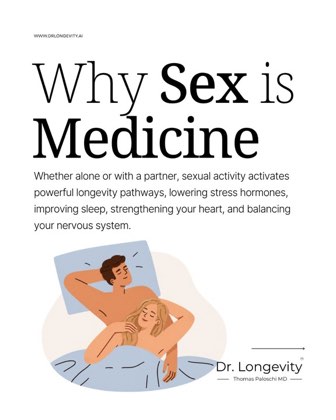 WWW.DRLONGEVITY.AI
Why Sex is
Medicine
Whether alone or with a partner, sexual activity activates
powerful longevity pathways, lowering stress hormones,
improving sleep, strengthening your heart, and balancing
your nervous system.
Dr. Longevity
Thomas Paloschi MD